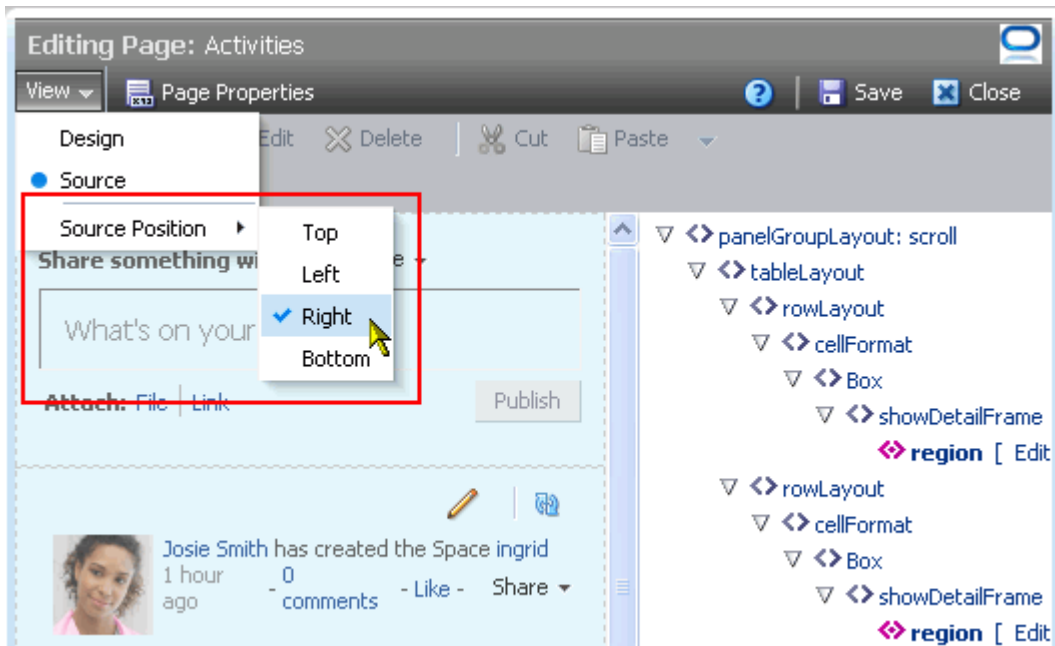 Editing Page: Activities
View Page Properties Save Close
Design Edit Delete Cut Paste
Source
Source Position Top
Left
Right
Bottom
Share something wi e
What's on your
Attach: File Link Publish
Josie Smith has created the Space ingrid
1 hour ago - 0 comments - Like - Share
panelGroupLayout: scroll
tableLayout
rowLayout
cellFormat
Box
showDetailFrame
region [ Edit
rowLayout
cellFormat
Box
showDetailFrame
region [ Edit